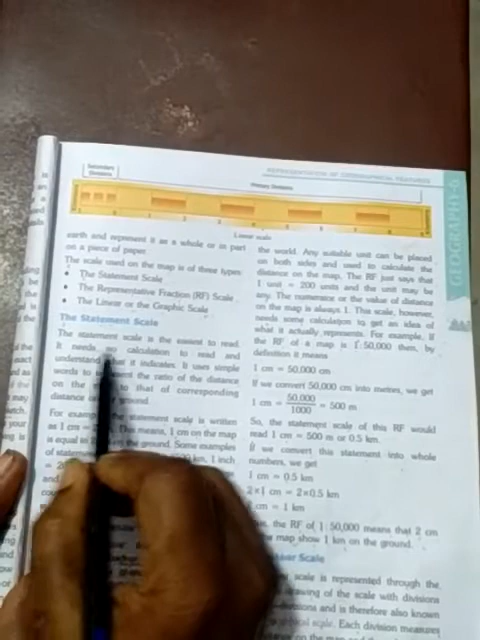 REPRESENTATION OF GEOGRAPHICAL FEATURES
GEOGRAPHY-6
Secondary
Divisions
Primary Divisions
Linear scale
earth and represent it as a whole or in part
on a piece of paper.
The scale used on the map is of three types
• The Statement Scale
• The Representative Fraction (RF) Scale
• The Linear or the Graphic Scale
The Statement Scale
The statement scale is the easiest to read.
It needs no calculation to read and
understand what it indicates. It uses simple
words to the ratio of the distance
on the to that of corresponding
distance ground.
For example the statement scale is written
as 1 cm = This means, 1 cm on the map
is equal to the ground. Some examples
of km, 1 inch
the world. Any suitable unit can be placed
on both sides and used to calculate the
distance on the map. The RF just says that
1 unit = 200 units and the unit may be
any. The numerator or the value of distance
on the map is always 1. This scale, however,
needs some calculation to get an idea of
what it actually represents. For example, if
the RF of a map is 1:50,000 then, by
definition it means
1 cm = 50,000 cm
If we convert 50,000 cm into metres, we get
1 cm = 50,000/1000 = 500 m
So, the statement scale of this RF would
read 1 cm = 500 m or 0.5 km.
If we convert this statement into whole
numbers, we get
1 cm = 0.5 km
2×1 cm = 2×0.5 km
cm = 1 km
the RF of 1:50,000 means that 2 cm
map show 1 km on the ground.
Scale
scale is represented through the
drawing of the scale with divisions
and is therefore also known
scale. Each division measures
on the map